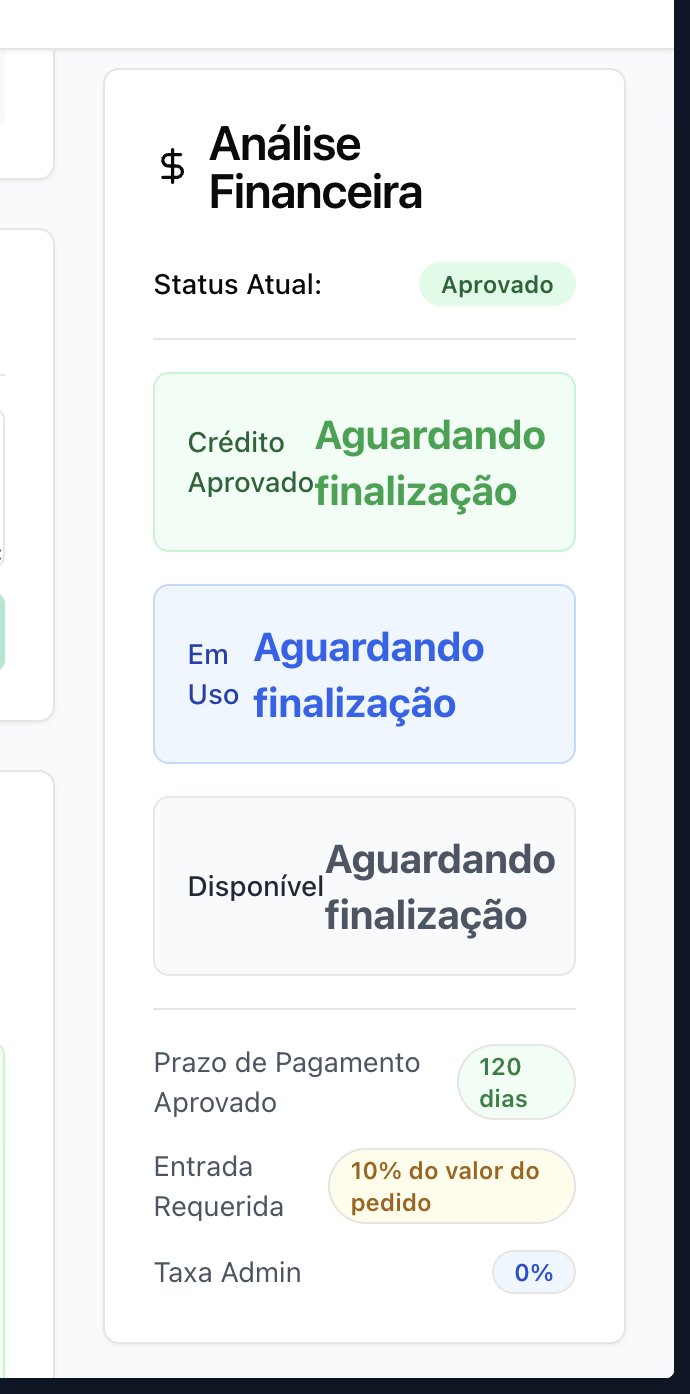 $ Análise
Financeira
Status Atual: Aprovado
Crédito
Aprovado
Aguardando
finalização
Em
Uso
Aguardando
finalização
Disponível
Aguardando
finalização
Prazo de Pagamento
Aprovado
120
dias
Entrada
Requerida
10% do valor do
pedido
Taxa Admin 0%